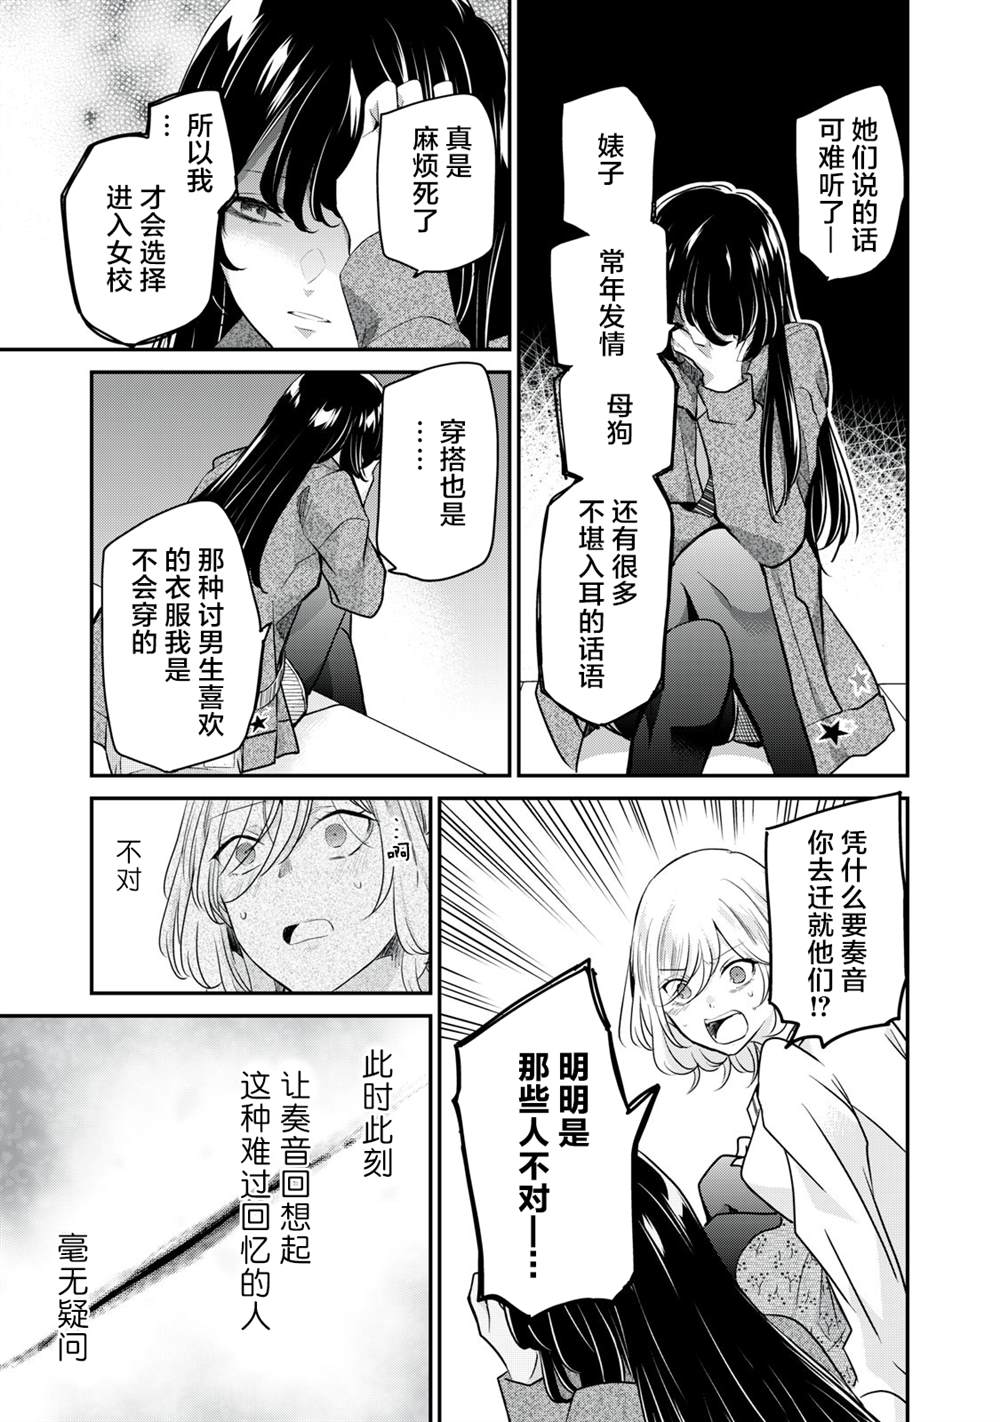 她们说的话
可难听了—
婊子
常年发情
母狗
还有很多
不堪入耳的话语
真是
麻烦死了
所以我
…
才会选择
进入女校
穿搭也是
……
那种讨男生喜欢
的衣服我是
不会穿的
凭什么要奏音
你去迁就他们!?
明明是
那些人不对—…
…啊
不对
此时此刻
让奏音回想起
这种难过回忆的人
毫无疑问